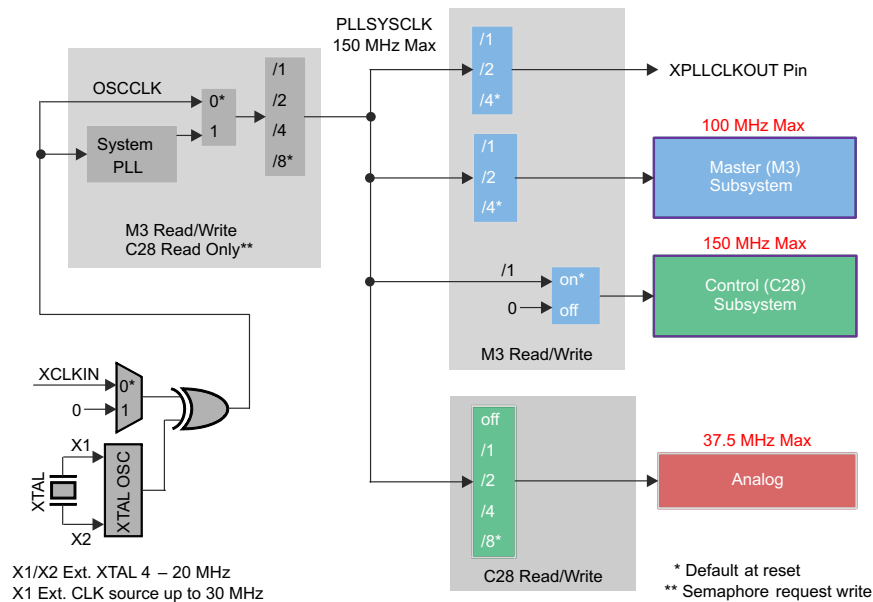 PLLSYSCLK
150 MHz Max
OSCCLK
0*
1
System
PLL
/1
/2
/4
/8*
M3 Read/Write
C28 Read Only**
/1
/2
/4*
XPLLCLKOUT Pin
/1
/2
/4*
100 MHz Max
Master (M3)
Subsystem
/1
0
on*
off
150 MHz Max
Control (C28)
Subsystem
M3 Read/Write
XCLKIN
0
0*
1
X1
XTAL
X2
XTAL OSC
off
/1
/2
/4
/8*
37.5 MHz Max
Analog
C28 Read/Write
X1/X2 Ext. XTAL 4 – 20 MHz
X1 Ext. CLK source up to 30 MHz
* Default at reset
** Semaphore request write